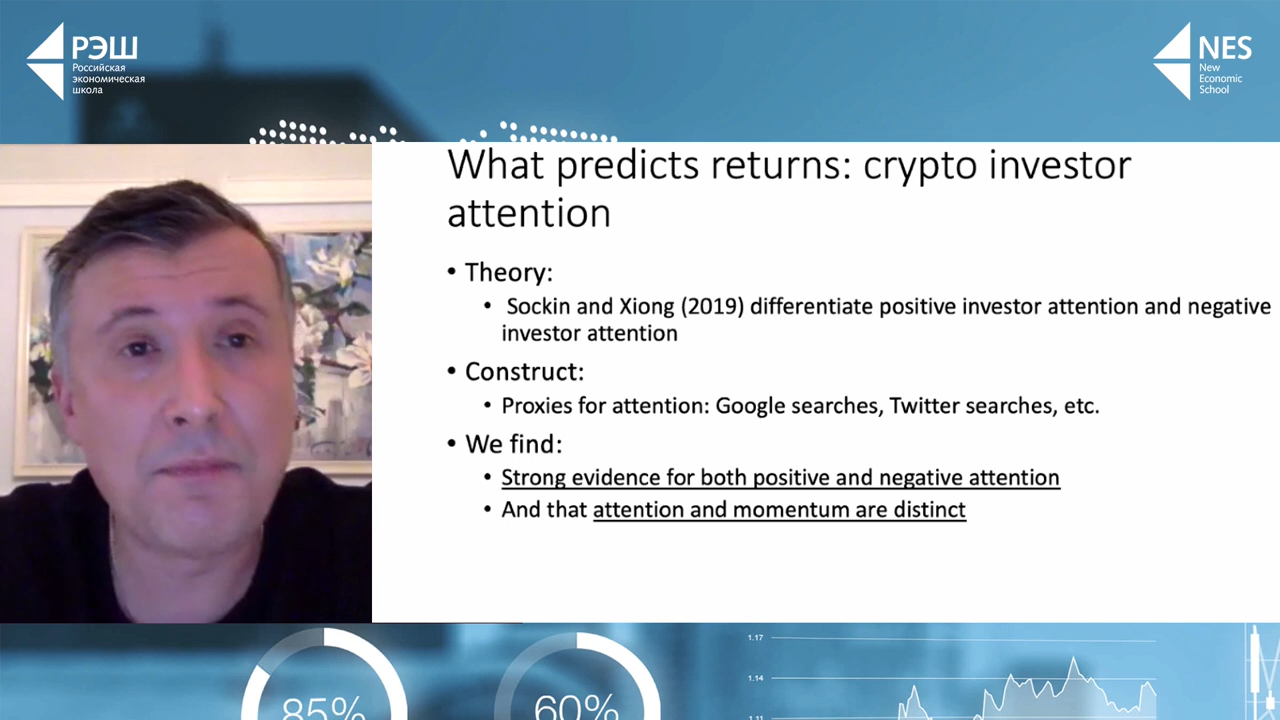 РЭШ
Российская
экономическая
школа
NES
New
Economic
School
What predicts returns: crypto investor
attention
• Theory:
• Sockin and Xiong (2019) differentiate positive investor attention and negative
investor attention
• Construct:
• Proxies for attention: Google searches, Twitter searches, etc.
• We find:
• Strong evidence for both positive and negative attention
• And that attention and momentum are distinct
85%
60%
1.17
1.14
1.11